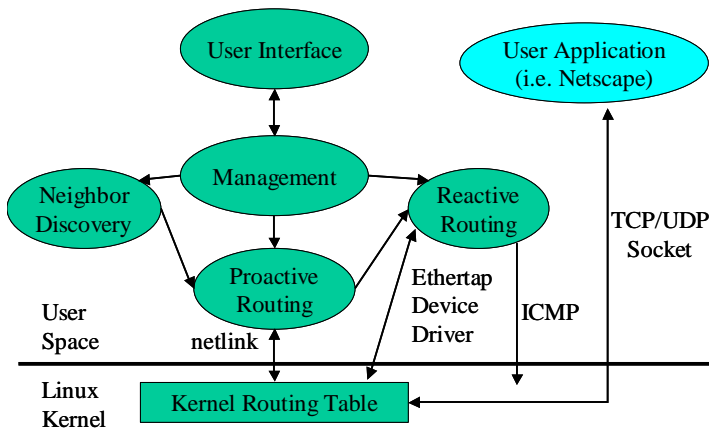 User Interface
User Application
(i.e. Netscape)
Neighbor
Discovery
Management
Reactive
Routing
TCP/UDP
Socket
Proactive
Routing
Ethertap
Device
Driver
ICMP
User
Space
netlink
Linux
Kernel
Kernel Routing Table